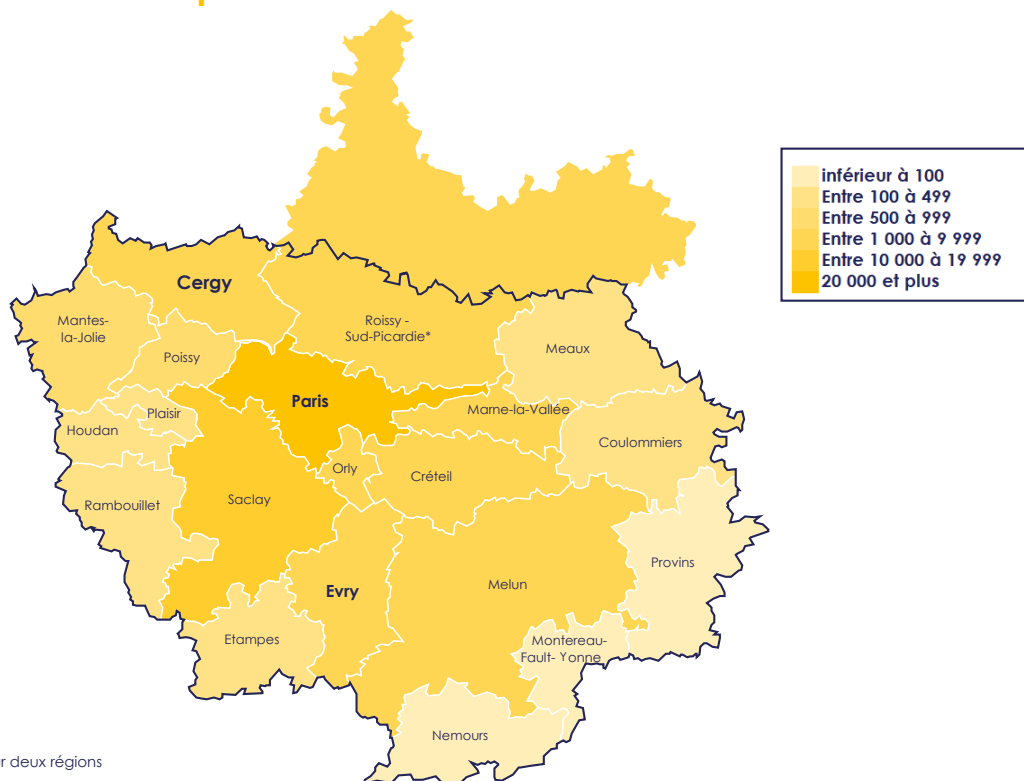 inférieur à 100
Entre 100 à 499
Entre 500 à 999
Entre 1 000 à 9 999
Entre 10 000 à 19 999
20 000 et plus
Cergy
Mantes-
la-Jolie
Roissy -
Sud-Picardie*
Poissy
Meaux
Paris
Plaisir
Marne-la-Vallée
Houdan
Coulommiers
Orly
Créteil
Saclay
Rambouillet
Provins
Evry
Melun
Etampes
Montereau-
Fault- Yonne
Nemours
deux régions